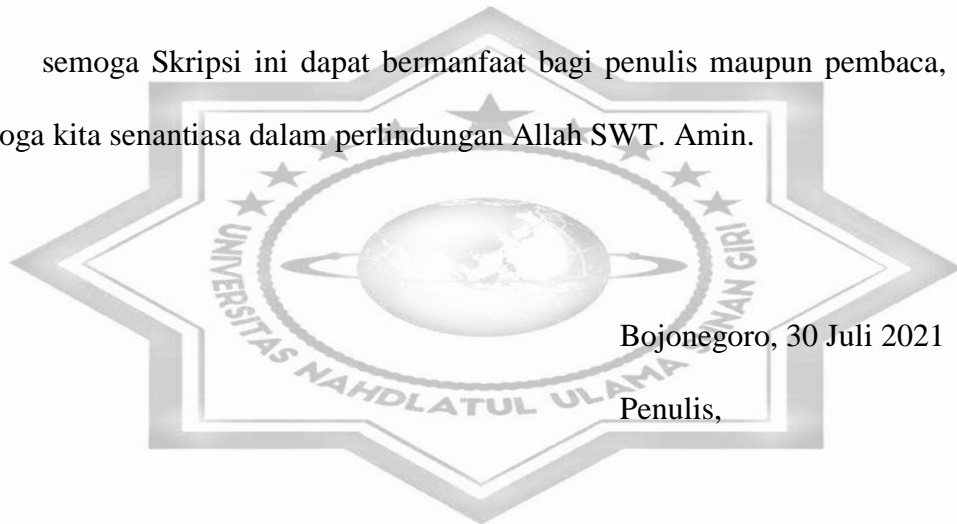 semoga Skripsi ini dapat bermanfaat bagi penulis maupun pembaca,
oga kita senantiasa dalam perlindungan Allah SWT. Amin.
UNIVERSITAS NAHDLATUL ULAMA SUNAN GIRI
Bojonegoro, 30 Juli 2021
Penulis,